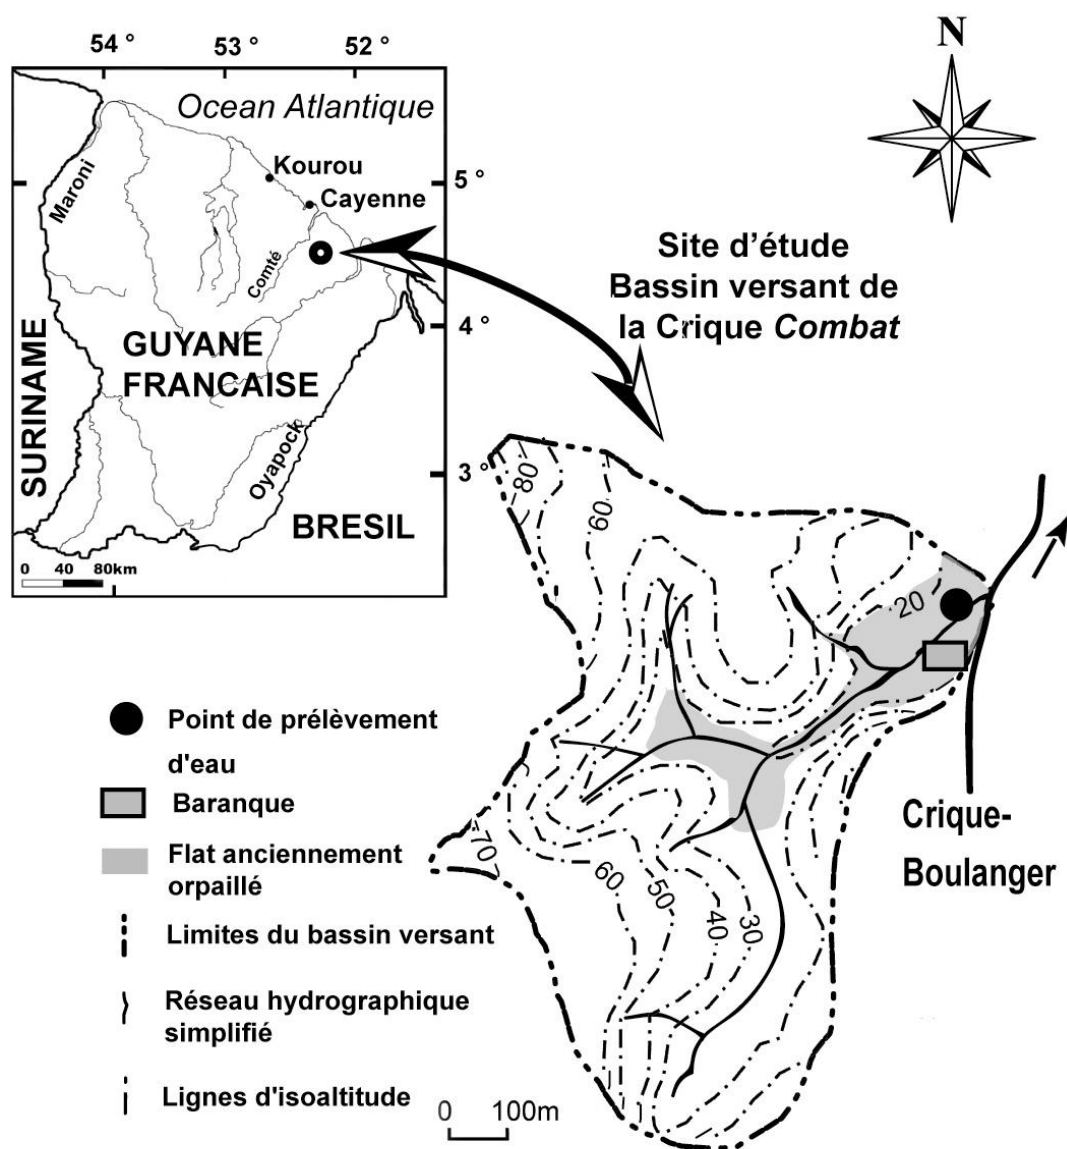 54 °
53 °
52 °
N
Ocean Atlantique
Kourou
5 °
Maroni
Cayenne
Comté
Site d’étude
Bassin versant de
la Crique Combat
4 °
GUYANE
FRANCAISE
SURINAME
Oyapock
3 °
BRESIL
0 40 80km
80
60
20
Point de prélèvement
d'eau
Baranque
Crique-
Boulanger
Flat anciennement
orpaillé
70
60
50
40
30
Limites du bassin versant
Réseau hydrographique
simplifié
Lignes d'isoaltitude
0 100m